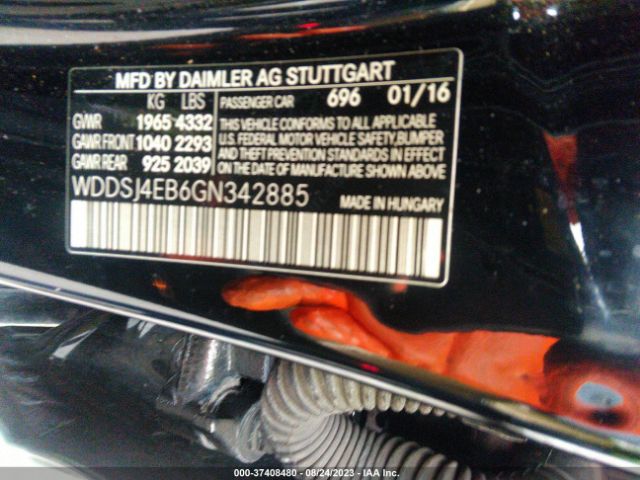 MFD BY DAIMLER AG STUTTGART
KG LBS PASSENGER CAR 696 01/16
GVWR 1965 4332 THIS VEHICLE CONFORMS TO ALL APPLICABLE
GAWR FRONT 1040 2293 U.S. FEDERAL MOTOR VEHICLE SAFETY, BUMPER
GAWR REAR 925 2039 AND THEFT PREVENTION STANDARDS IN EFFECT
ON THE DATE OF MANUFACTURE SHOWN ABOVE
WDDSJ4EB6GN342885 MADE IN HUNGARY
000-37408480 - 08/24/2023 - IAA Inc.